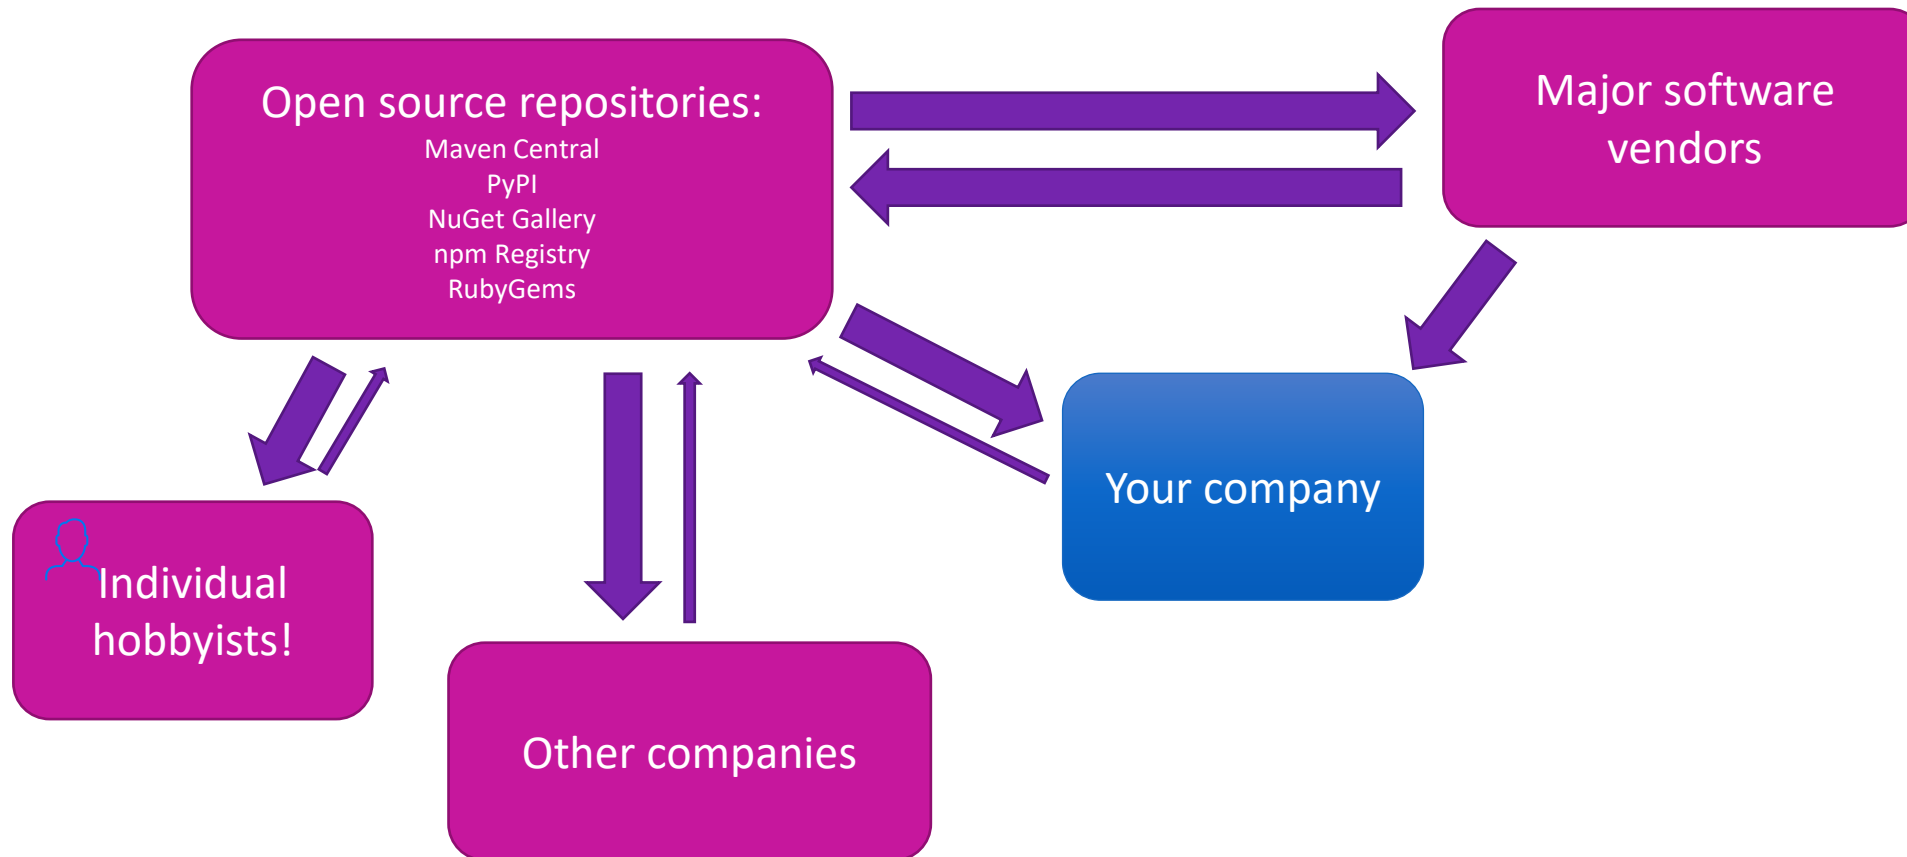 Open source repositories:
Maven Central
PyPI
NuGet Gallery
npm Registry
RubyGems
Major software
vendors
Your company
Individual
hobbyists!
Other companies